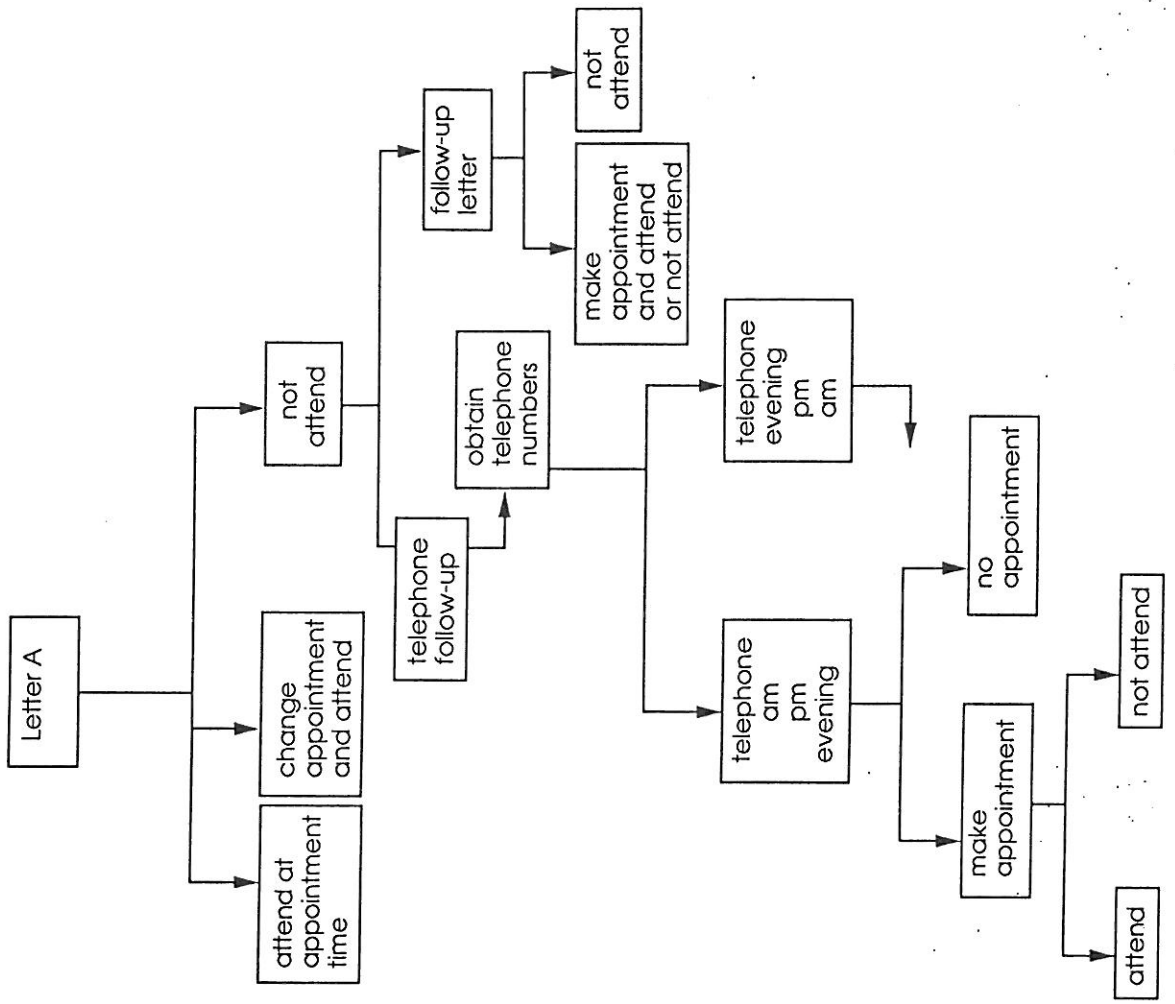 Letter A
attend at
appointment
time
change
appointment
and attend
not
attend
telephone
follow-up
follow-up
letter
obtain
telephone
numbers
make
appointment
and attend
or not attend
not
attend
telephone
am
pm
evening
telephone
evening
pm
am
make
appointment
no
appointment
attend
not attend